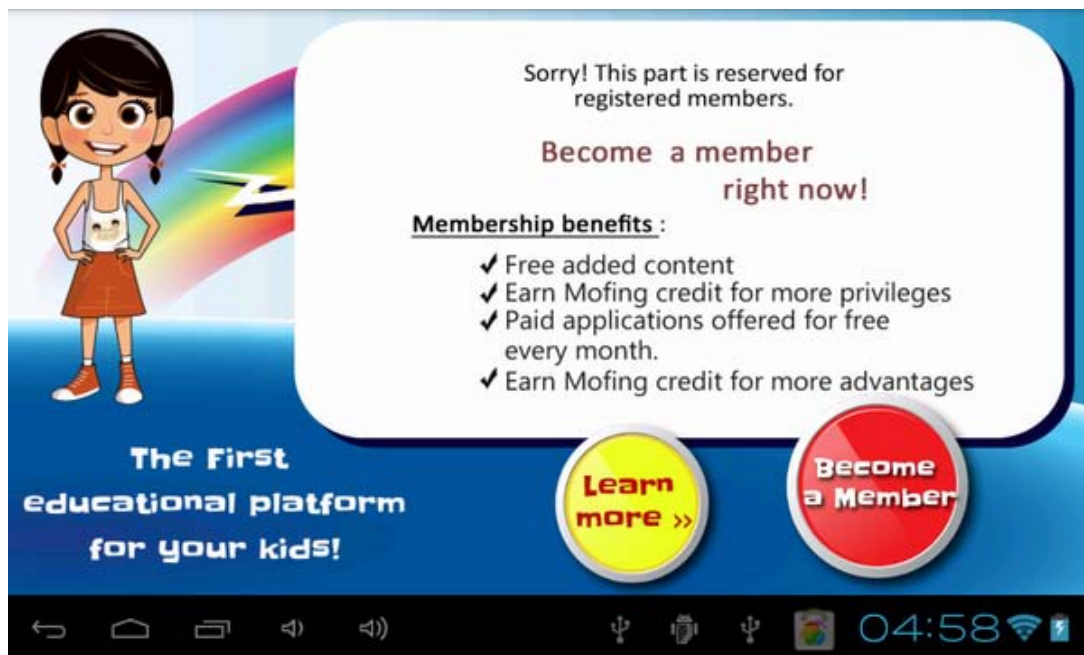 Sorry! This part is reserved for
registered members.
Become a member
right now!
Membership benefits :
✓ Free added content
✓ Earn Mofing credit for more privileges
✓ Paid applications offered for free
every month.
✓ Earn Mofing credit for more advantages
The First
educational platform
for your kids!
Learn
more »
Become
a Member
04:58